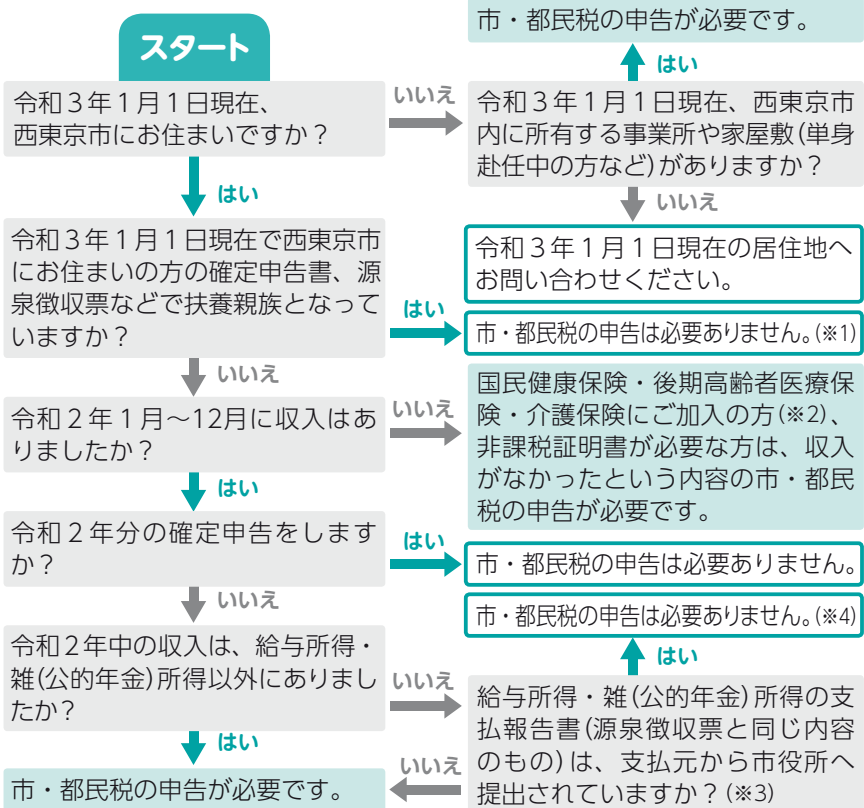 スタート
令和3年1月1日現在、
西東京市にお住まいですか？
いいえ
令和3年1月1日現在、西東京市
内に所有する事業所や家屋敷(単身
赴任中の方など)がありますか？
はい
市・都民税の申告が必要です。
いいえ
令和3年1月1日現在の居住地へ
お問い合わせください。
はい
令和3年1月1日現在で西東京市
にお住まいの方の確定申告書、源
泉徴収票などで扶養親族となって
いますか？
はい
市・都民税の申告は必要ありません。(※1)
いいえ
令和2年1月～12月に収入はあ
りましたか？
いいえ
国民健康保険・後期高齢者医療保
険・介護保険にご加入の方(※2)、
非課税証明書が必要な方は、収入
がなかったという内容の市・都民
税の申告が必要です。
はい
令和2年分の確定申告をします
か？
はい
市・都民税の申告は必要ありません。
いいえ
令和2年中の収入は、給与所得・
雑(公的年金)所得以外にありまし
たか？
いいえ
給与所得・雑(公的年金)所得の支
払報告書(源泉徴収票と同じ内容
のもの)は、支払元から市役所へ
提出されていますか？(※3)
はい
市・都民税の申告は必要ありません。(※4)
いいえ
はい
市・都民税の申告が必要です。